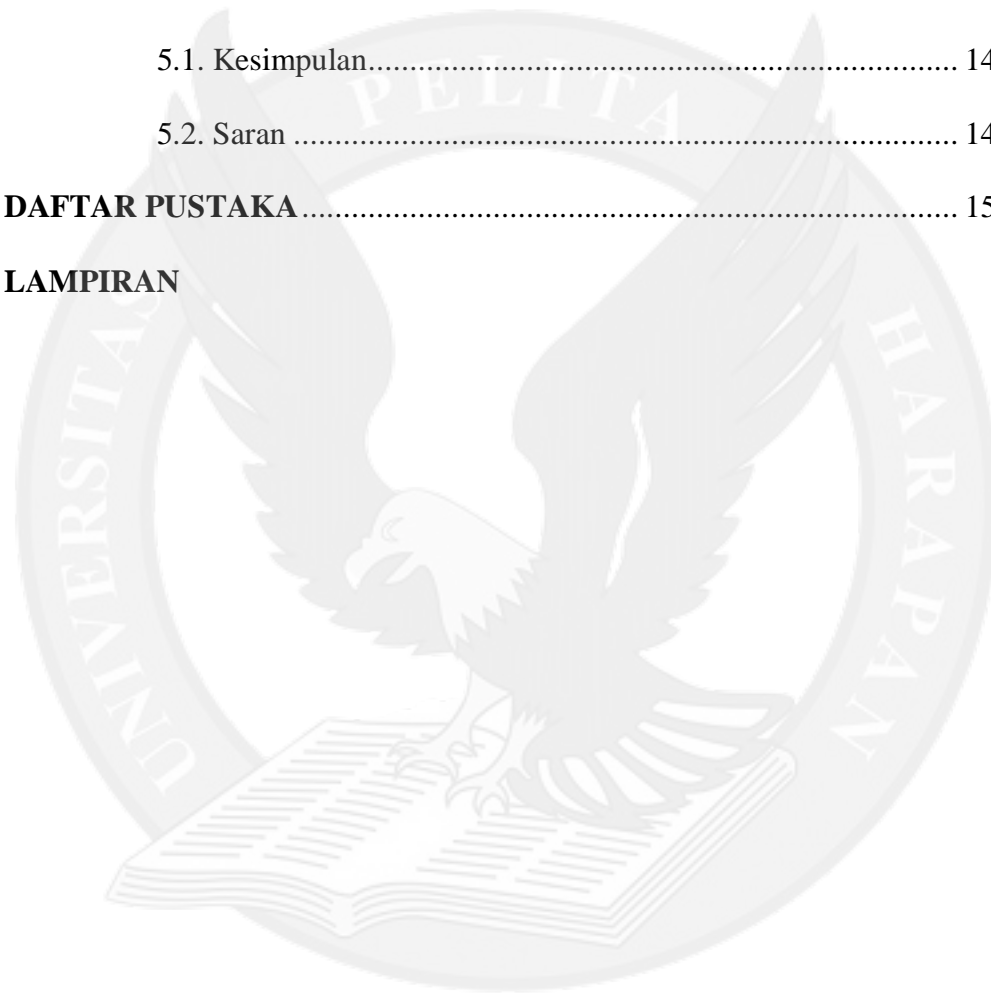 5.1. Kesimpulan.......................................................................... 14
5.2. Saran ................................................................................... 14
DAFTAR PUSTAKA.................................................................................. 15
LAMPIRAN
UNIVERSITAS PELITA HARAPAN